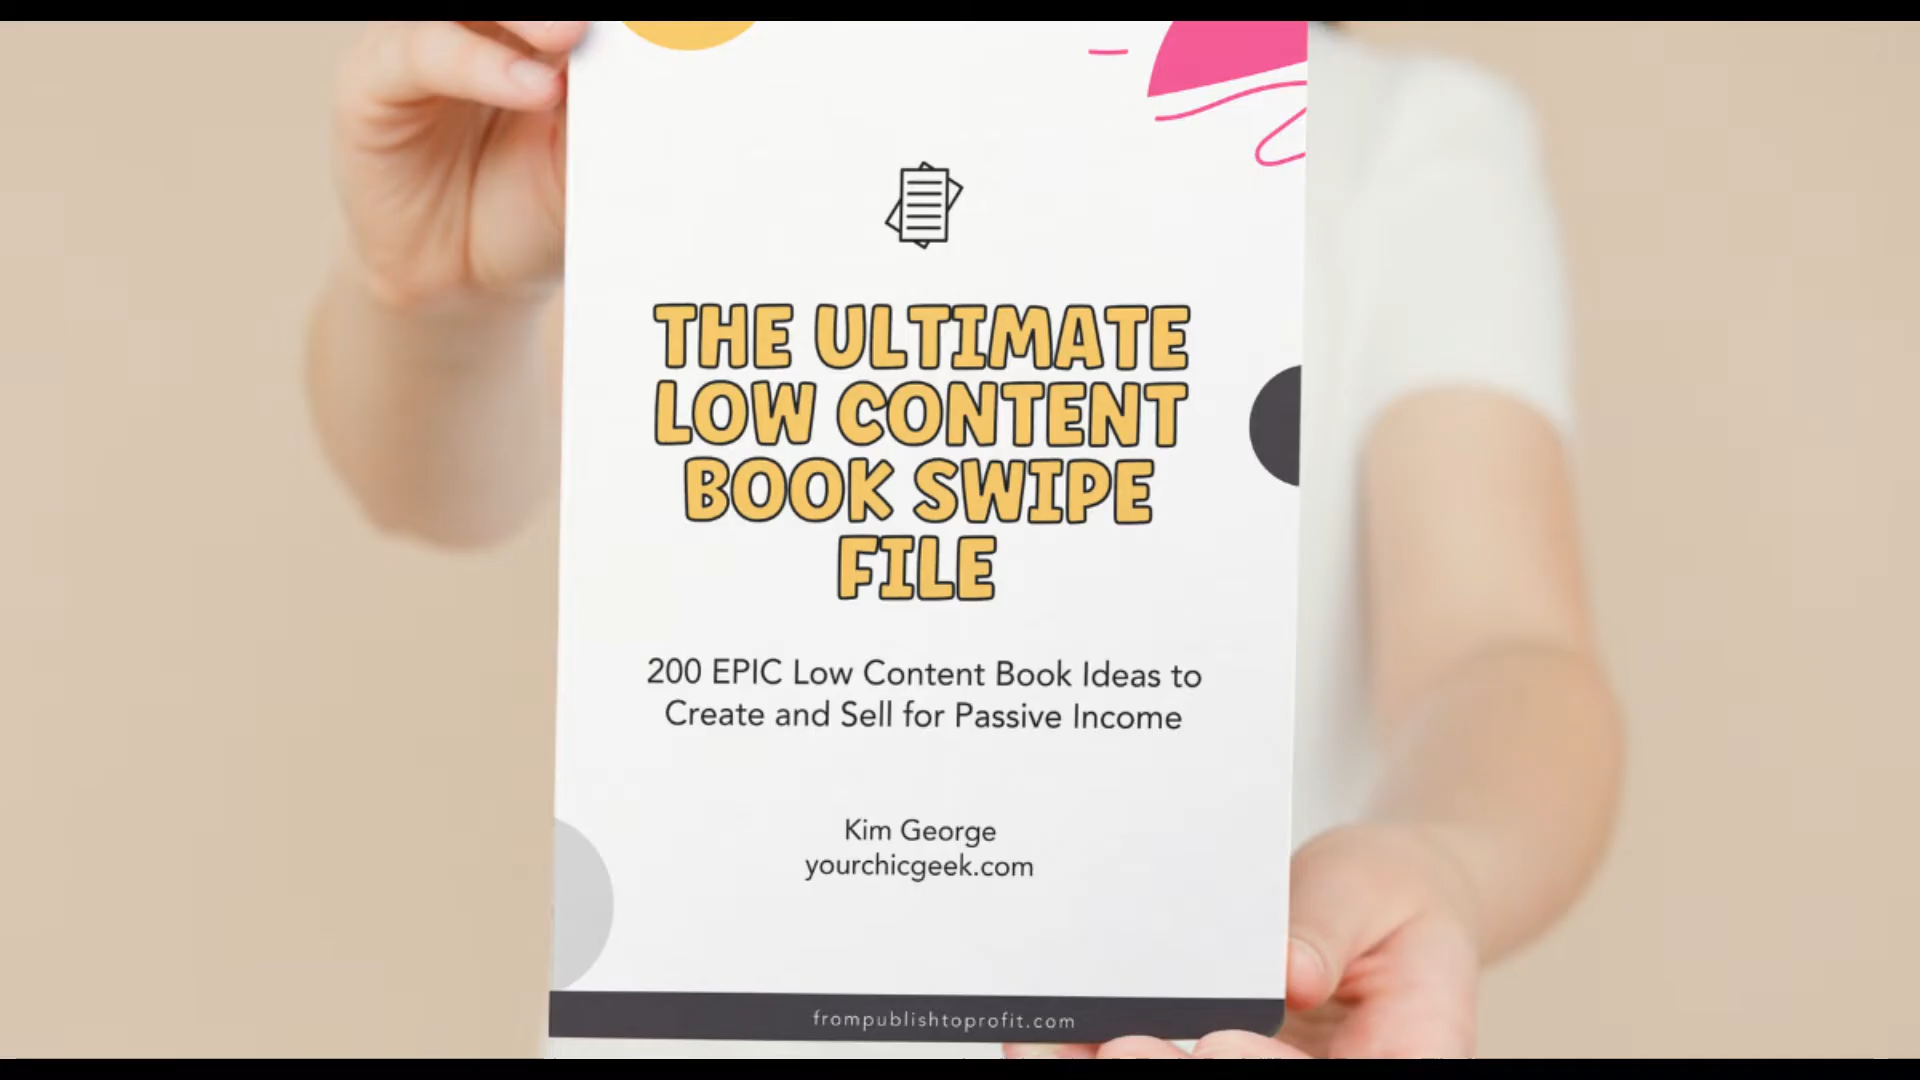 THE ULTIMATE
LOW CONTENT
BOOK SWIPE
FILE
200 EPIC Low Content Book Ideas to
Create and Sell for Passive Income
Kim George
yourchicgeek.com
frompublishtoprofit.com